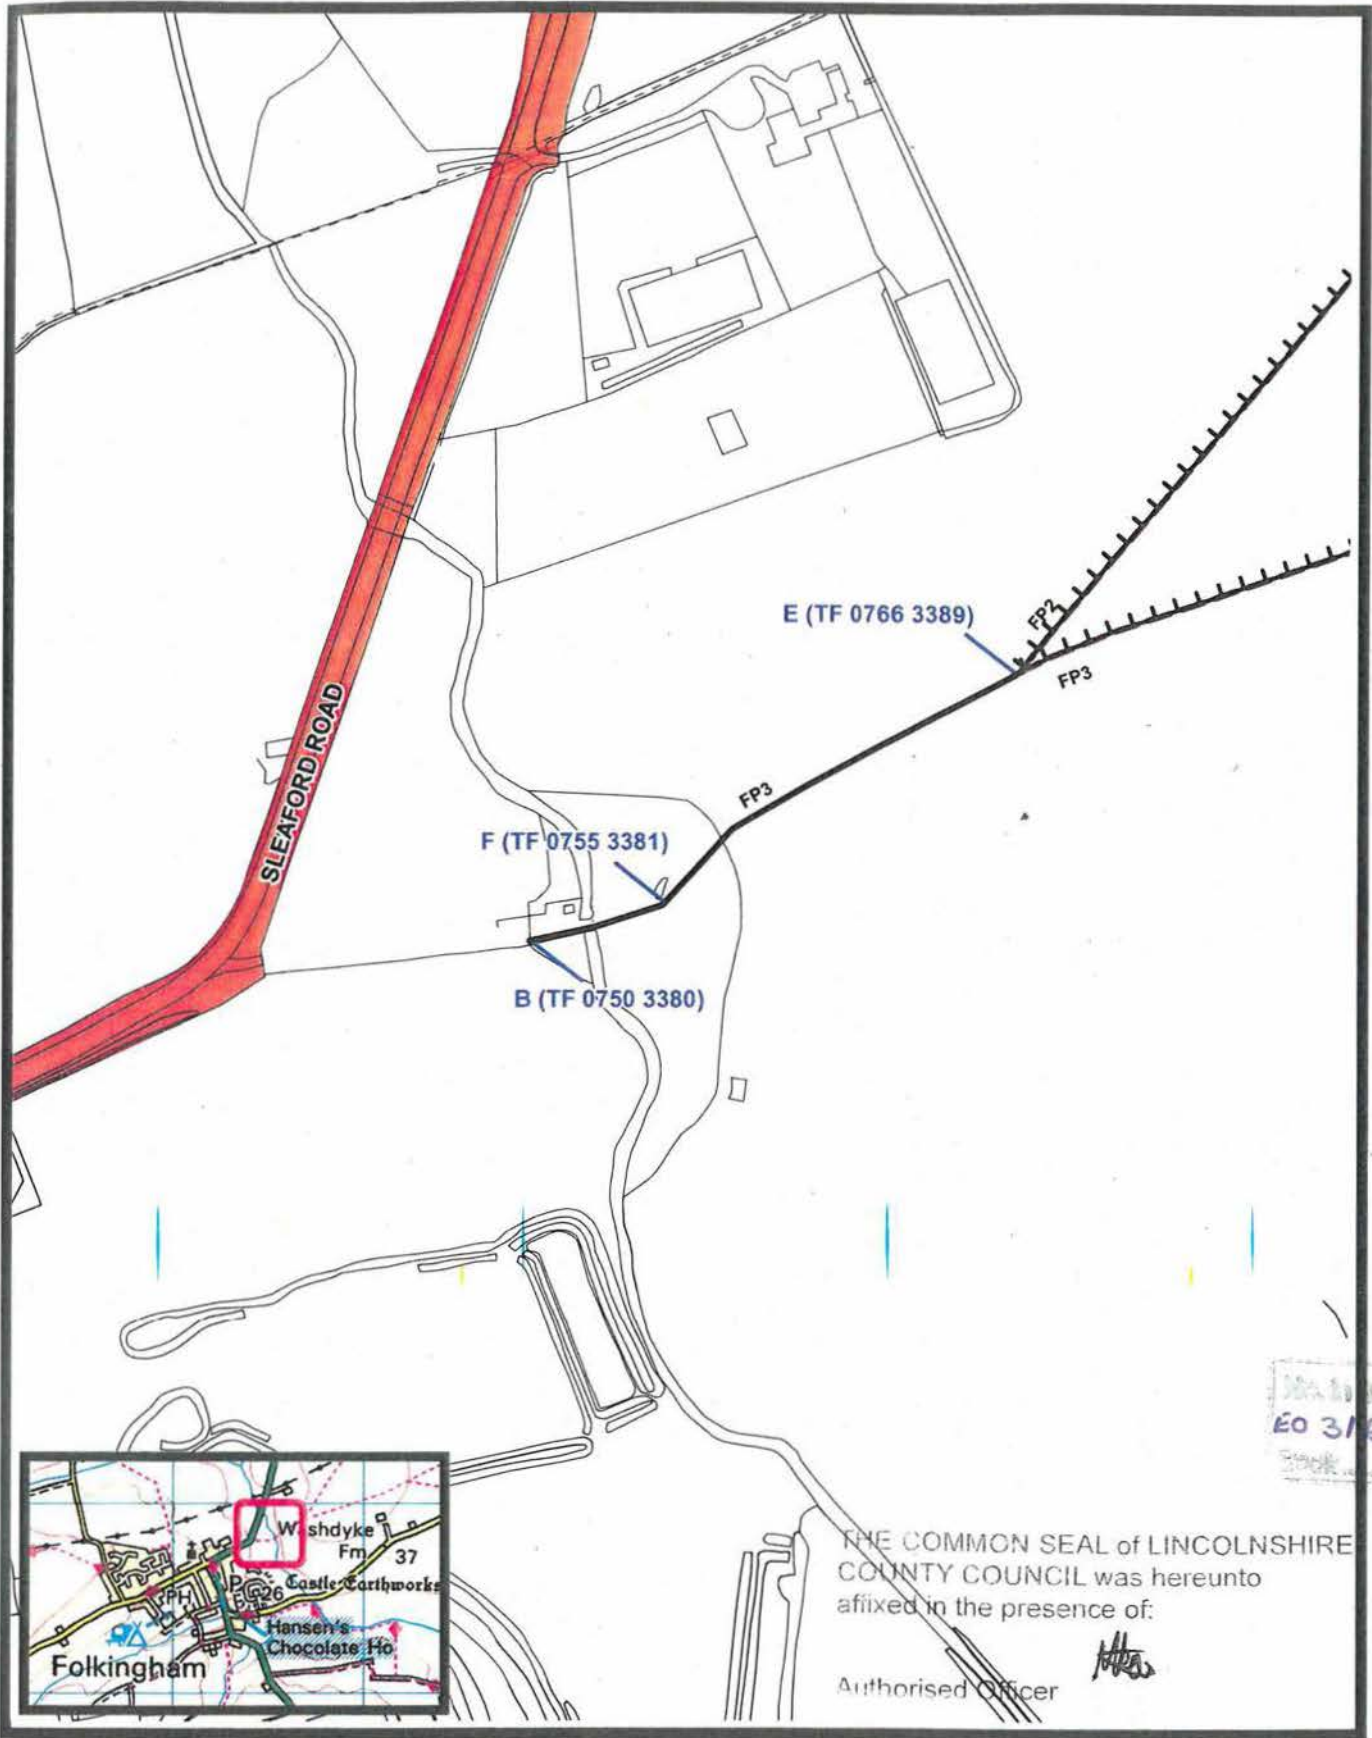 E (TF 0766 3389)
FP2
FP3
SLEAFORD ROAD
FP3
F (TF 0755 3381)
B (TF 0750 3380)
EO 31
THE COMMON SEAL of LINCOLNSHIRE
COUNTY COUNCIL was hereunto
affixed in the presence of:
Authorised Officer
Washdyke
Fm
37
PH
P
26
Castle Earthworks
Hansen's
Chocolate Ho
Folkingham